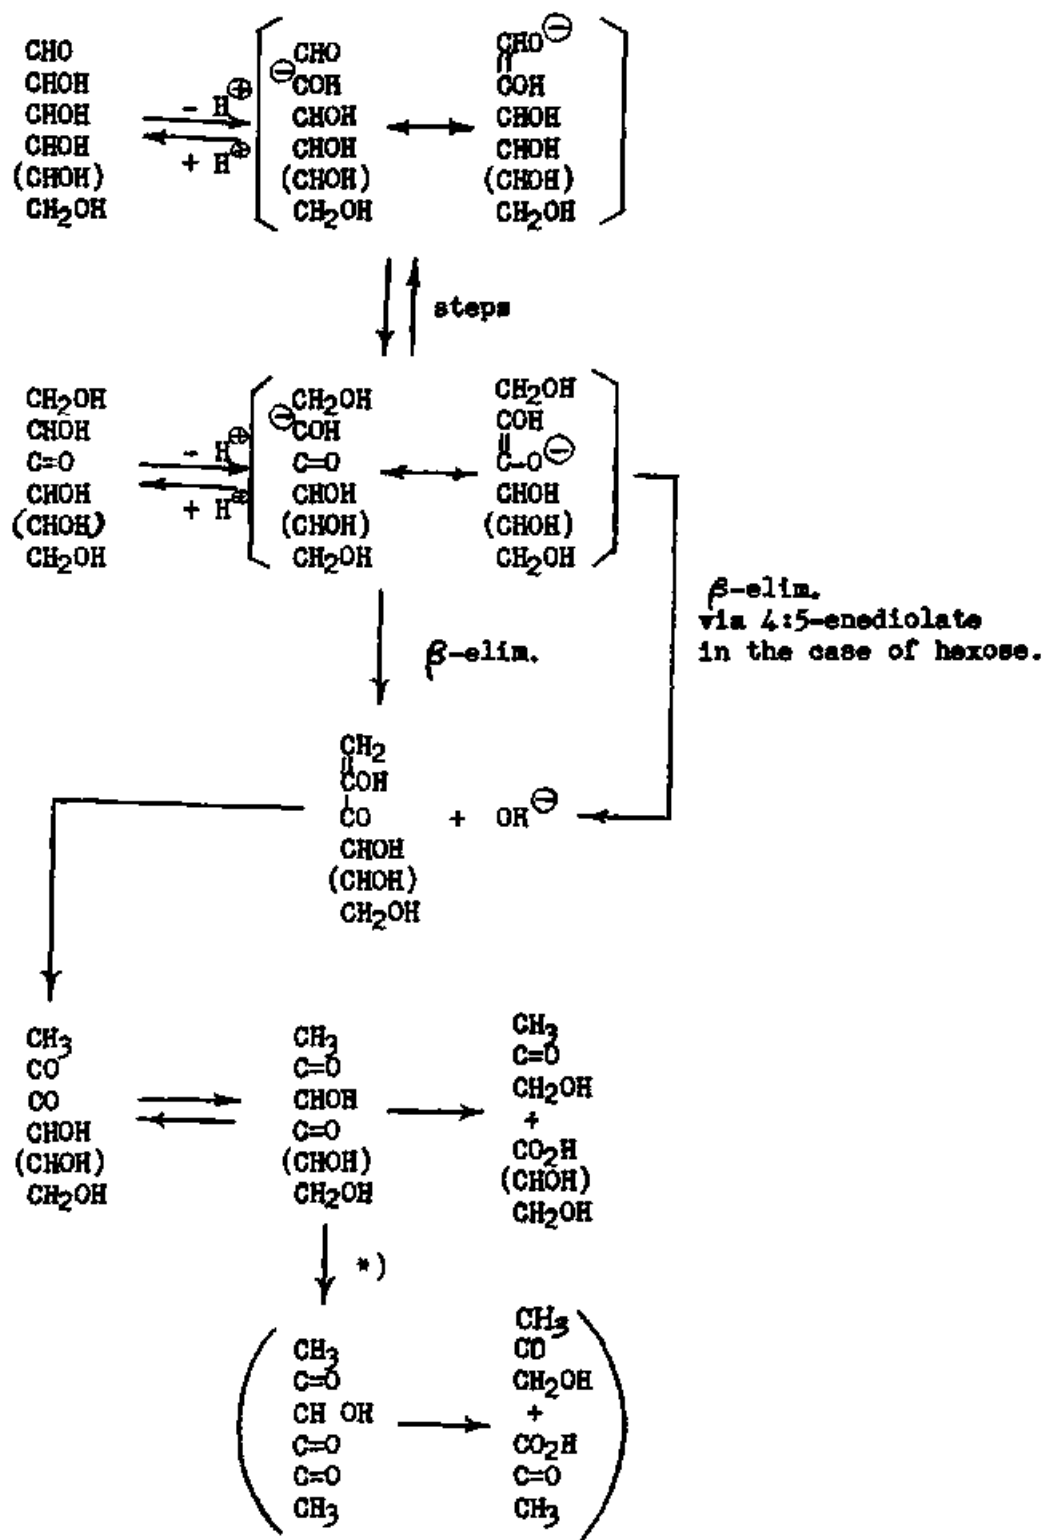 CHO
CHOH
CHOH
CHOH
(CHOH)
CH2OH
- H⊕
+ H⊕
CHO
⊖COH
CHOH
CHOH
(CHOH)
CH2OH
CHO⊖
COH
CHOH
CHOH
(CHOH)
CH2OH
steps
CH2OH
CHOH
C=O
CHOH
(CHOH)
CH2OH
- H⊕
+ H⊕
CH2OH
⊖COH
C=O
CHOH
(CHOH)
CH2OH
CH2OH
COH
C-O⊖
CHOH
(CHOH)
CH2OH
β-elim.
β-elim.
via 4:5-enediolate
in the case of hexose.
CH2
COH
CO
CHOH
(CHOH)
CH2OH
+ OH⊖
CH3
CO
CO
CHOH
(CHOH)
CH2OH
CH3
C=O
CHOH
C=O
(CHOH)
CH2OH
CH3
C=O
CH2OH
+
CO2H
(CHOH)
CH2OH
*)
CH3
C=O
CH OH
C=O
C=O
CH3
CH3
CO
CH2OH
+
CO2H
C=O
CH3